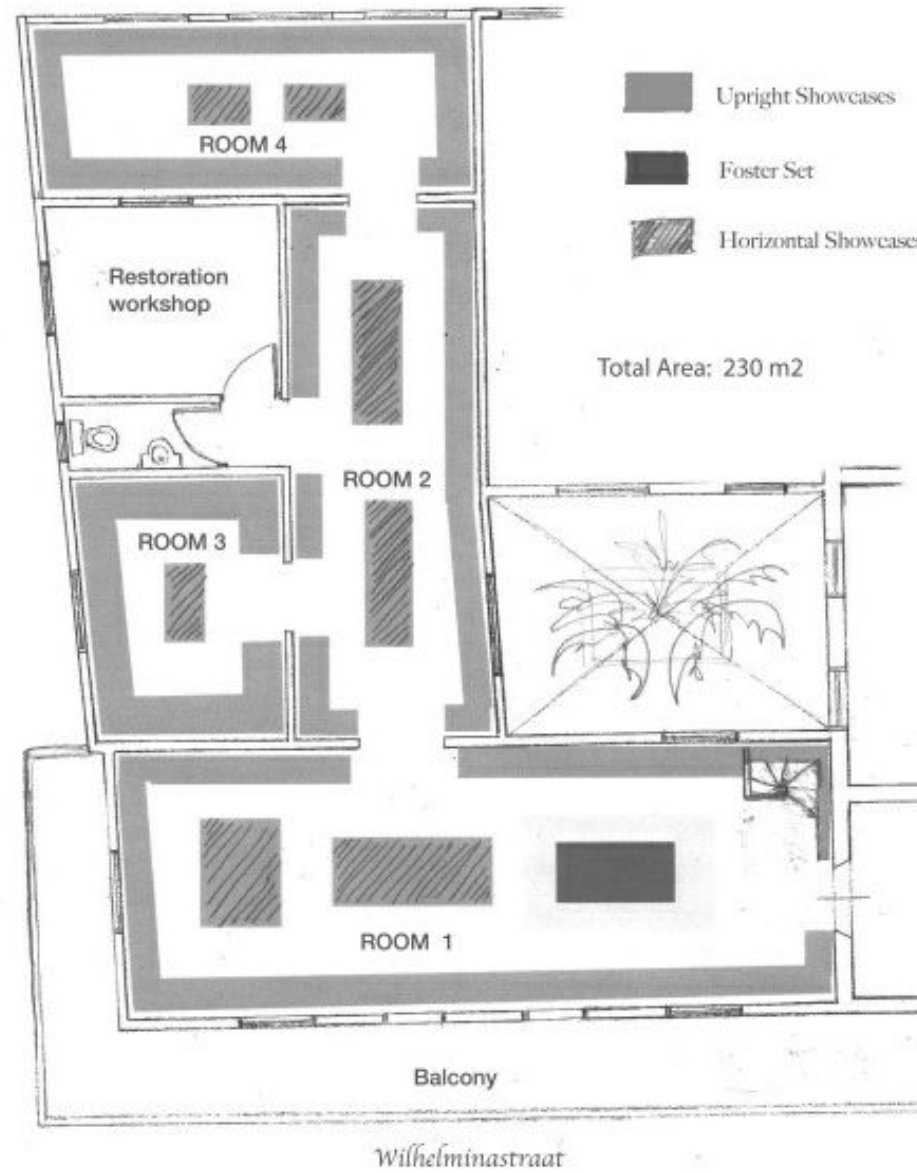 Upright Showcases
ROOM 4
Foster Set
Horizontal Showcases
Restoration
workshop
Total Area: 230 m2
ROOM 2
ROOM 3
ROOM 1
Balcony
Wilhelminastraat